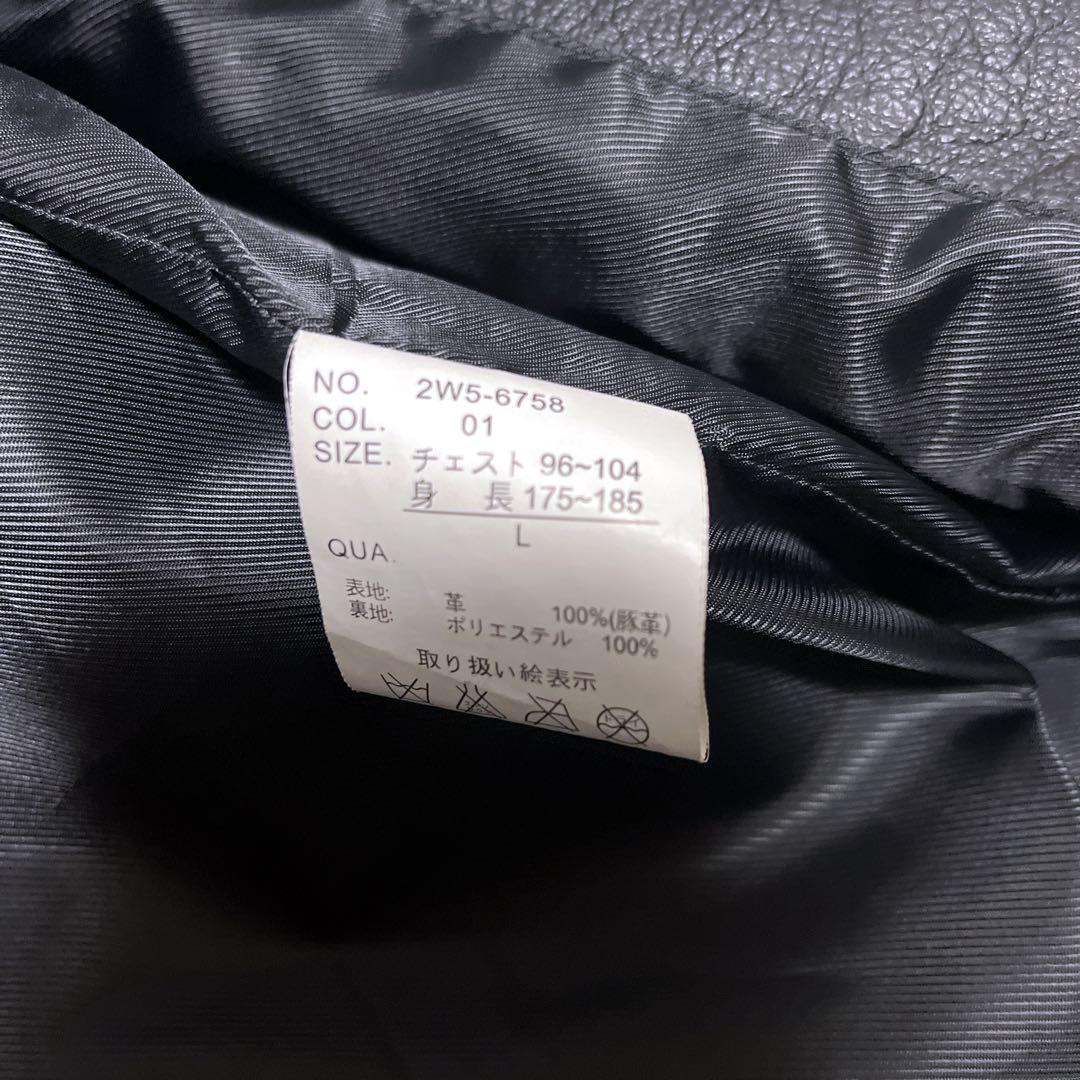 NO. 2W5-6758
COL. 01
SIZE. チェスト 96~104
身 長 175~185
L
QUA.
表地: 革 100%(豚革)
裏地: ポリエステル 100%
取り扱い絵表示